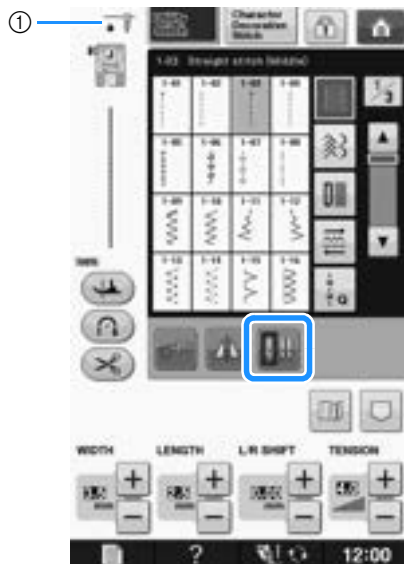 ①
Character
Decorative
Stitch
1-03 Straight stitch (Middle)
1-01 1-02 1-03 1-04
1/3
1-05 1-06 1-07 1-08
1-09 1-10 1-11 1-12
1-13 1-14 1-15 1-16
Q
WIDTH LENGTH L/R SHIFT TENSION
+ + + +
− − − −
? 12:00